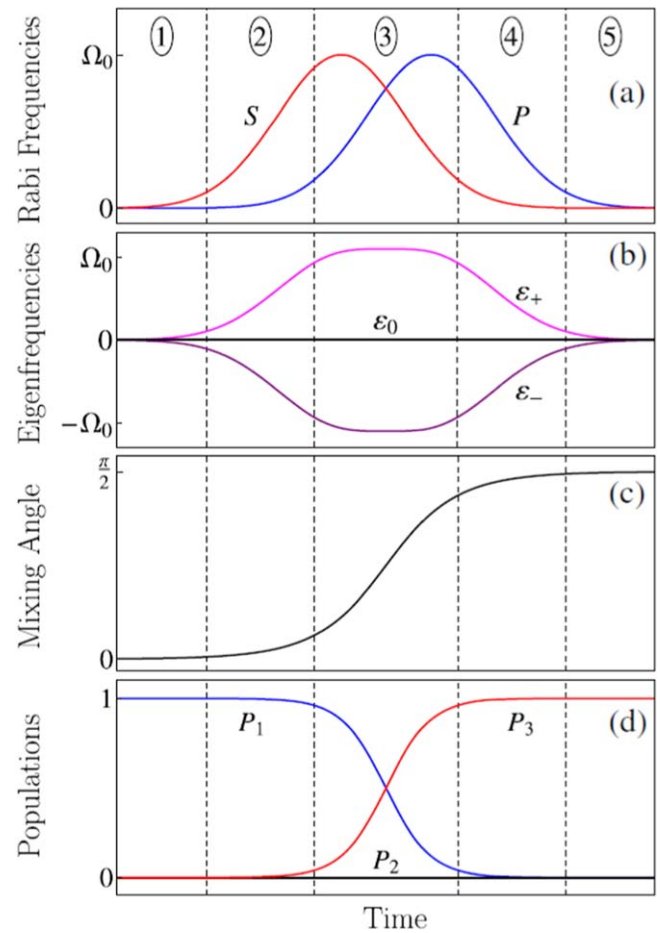 Rabi Frequencies
Ω₀
0
① ② ③ ④ ⑤
S
P
(a)
Eigenfrequencies
Ω₀
0
−Ω₀
ε₊
ε₀
ε₋
(b)
Mixing Angle
π/2
0
(c)
Populations
1
0
P₁
P₃
P₂
(d)
Time